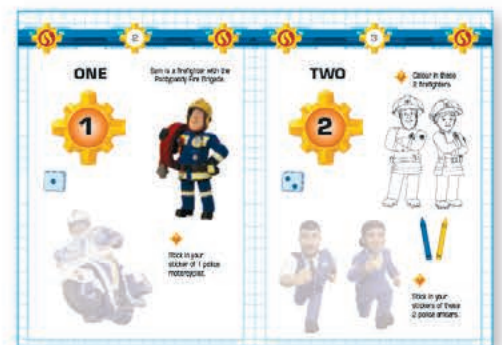 2
3
ONE
Sam is a firefighter with the
Pontypandy Fire Brigade.
1
Stick in your
sticker of 1 police
motorcyclist.
TWO
Colour in these
2 firefighters.
2
Stick in your
stickers of these
2 police officers.